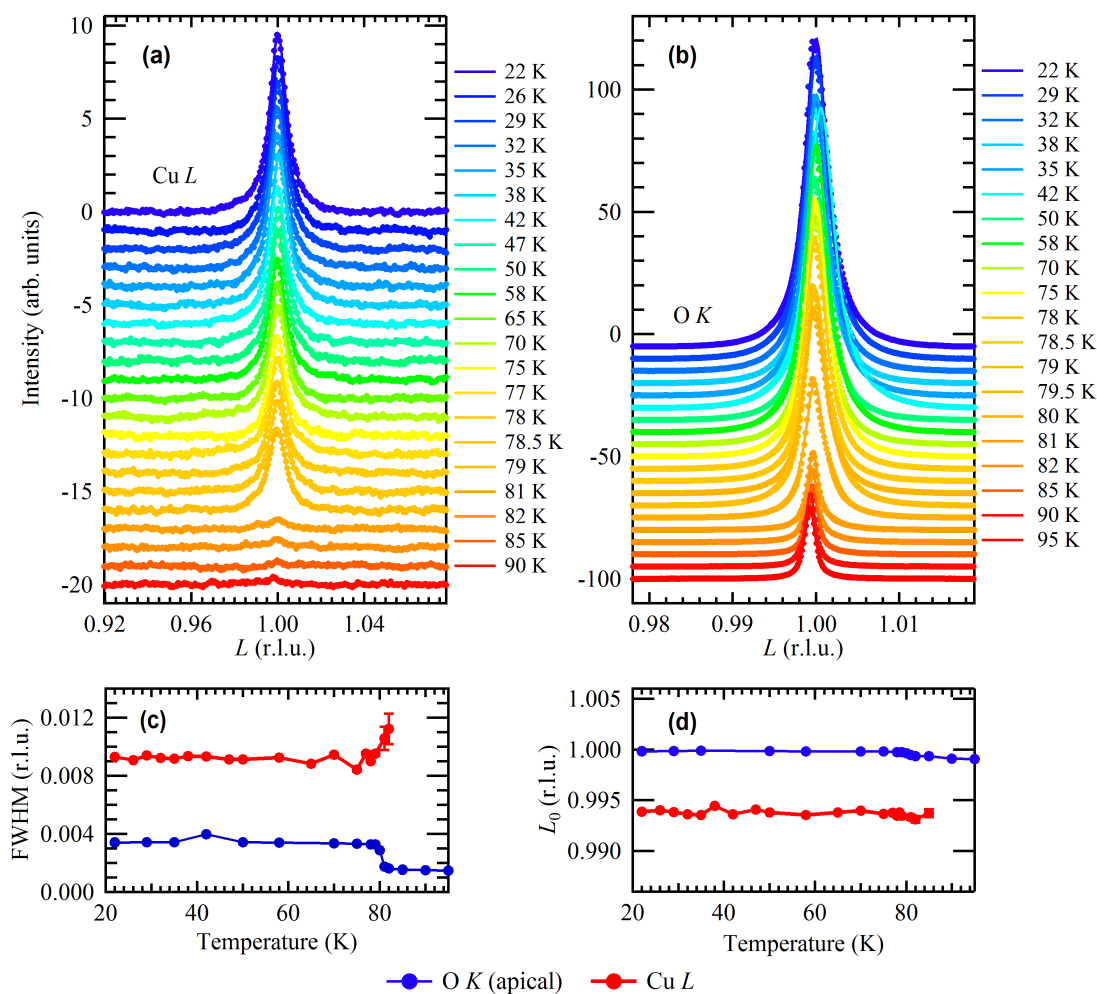 (a)
Cu L
Intensity (arb. units)
10
5
0
-5
-10
-15
-20
0.92
0.96
1.00
1.04
L (r.l.u.)
22 K
26 K
29 K
32 K
35 K
38 K
42 K
47 K
50 K
58 K
65 K
70 K
75 K
77 K
78 K
78.5 K
79 K
81 K
82 K
85 K
90 K
(b)
O K
100
50
0
-50
-100
0.98
0.99
1.00
1.01
L (r.l.u.)
22 K
29 K
32 K
38 K
35 K
42 K
50 K
58 K
70 K
75 K
78 K
78.5 K
79 K
79.5 K
80 K
81 K
82 K
85 K
90 K
95 K
(c)
FWHM (r.l.u.)
0.012
0.008
0.004
0.000
20
40
60
80
Temperature (K)
(d)
L0 (r.l.u.)
1.005
1.000
0.995
0.990
20
40
60
80
Temperature (K)
O K (apical)
Cu L